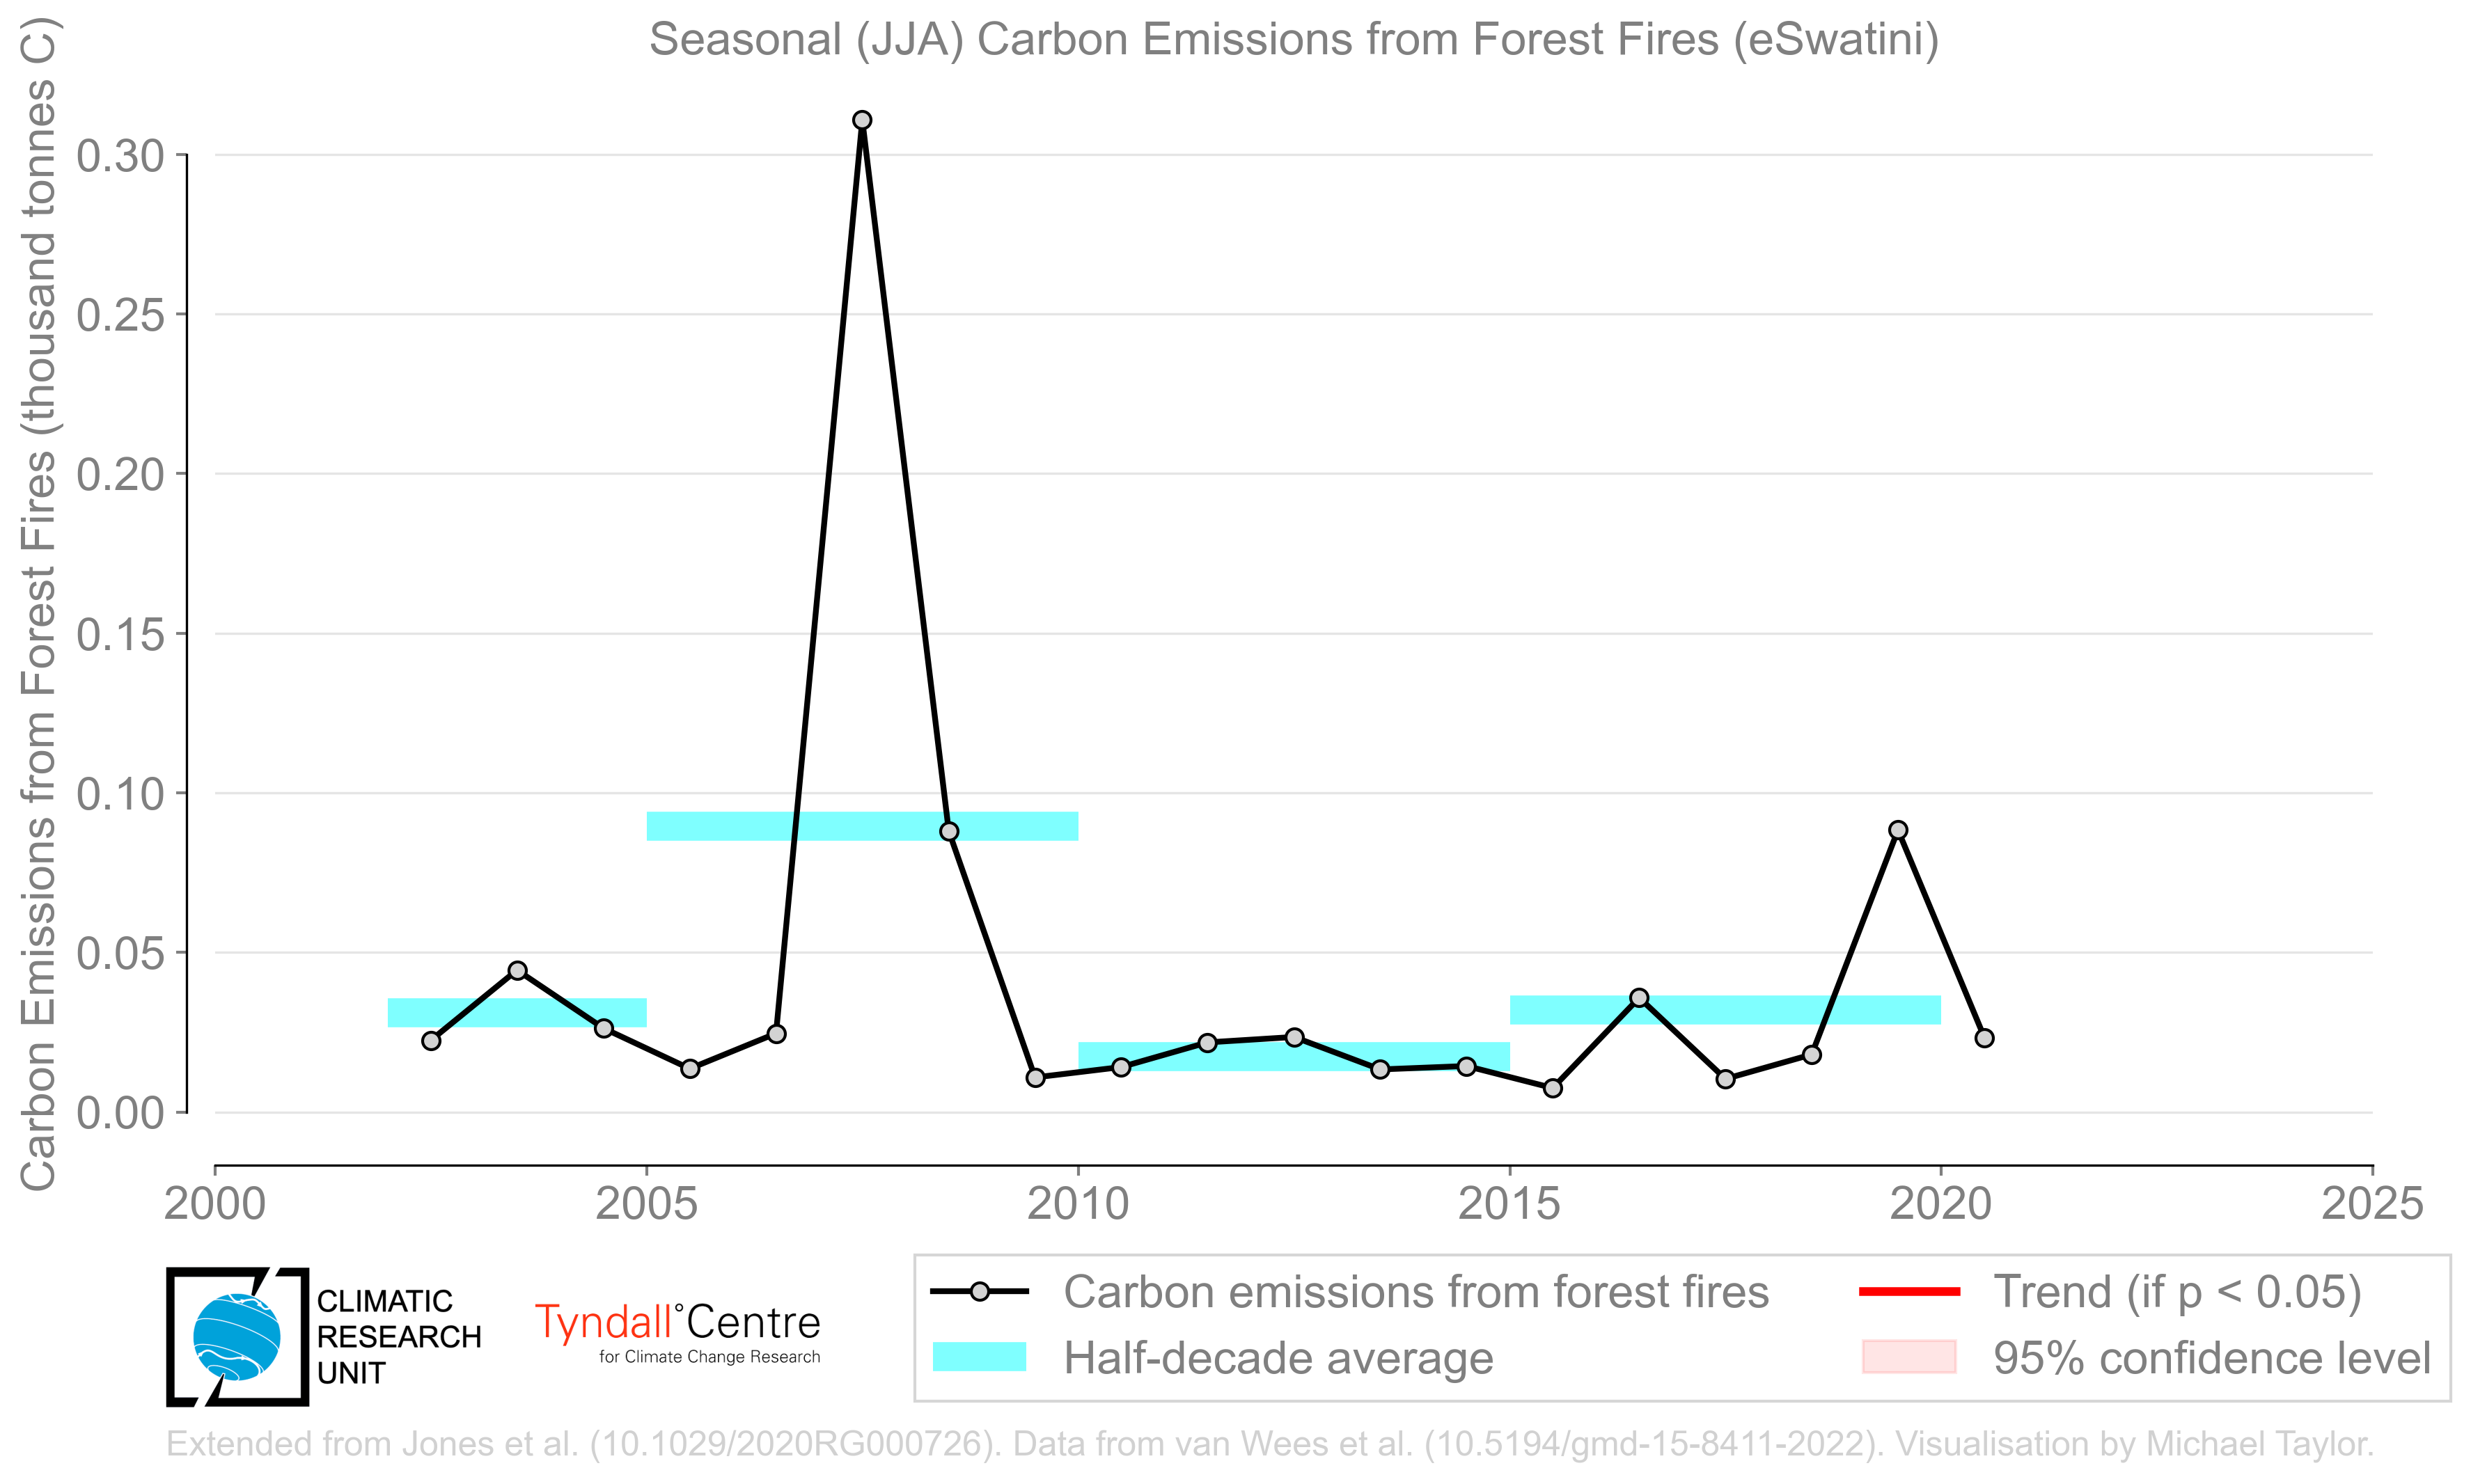 Seasonal (JJA) Carbon Emissions from Forest Fires (eSwatini)
Carbon Emissions from Forest Fires (thousand tonnes C)
0.30
0.25
0.20
0.15
0.10
0.05
0.00
2000
2005
2010
2015
2020
2025
CLIMATIC
RESEARCH
UNIT
Tyndall°Centre
for Climate Change Research
Carbon emissions from forest fires
Half-decade average
Trend (if p < 0.05)
95% confidence level
Extended from Jones et al. (10.1029/2020RG000726). Data from van Wees et al. (10.5194/gmd-15-8411-2022). Visualisation by Michael Taylor.